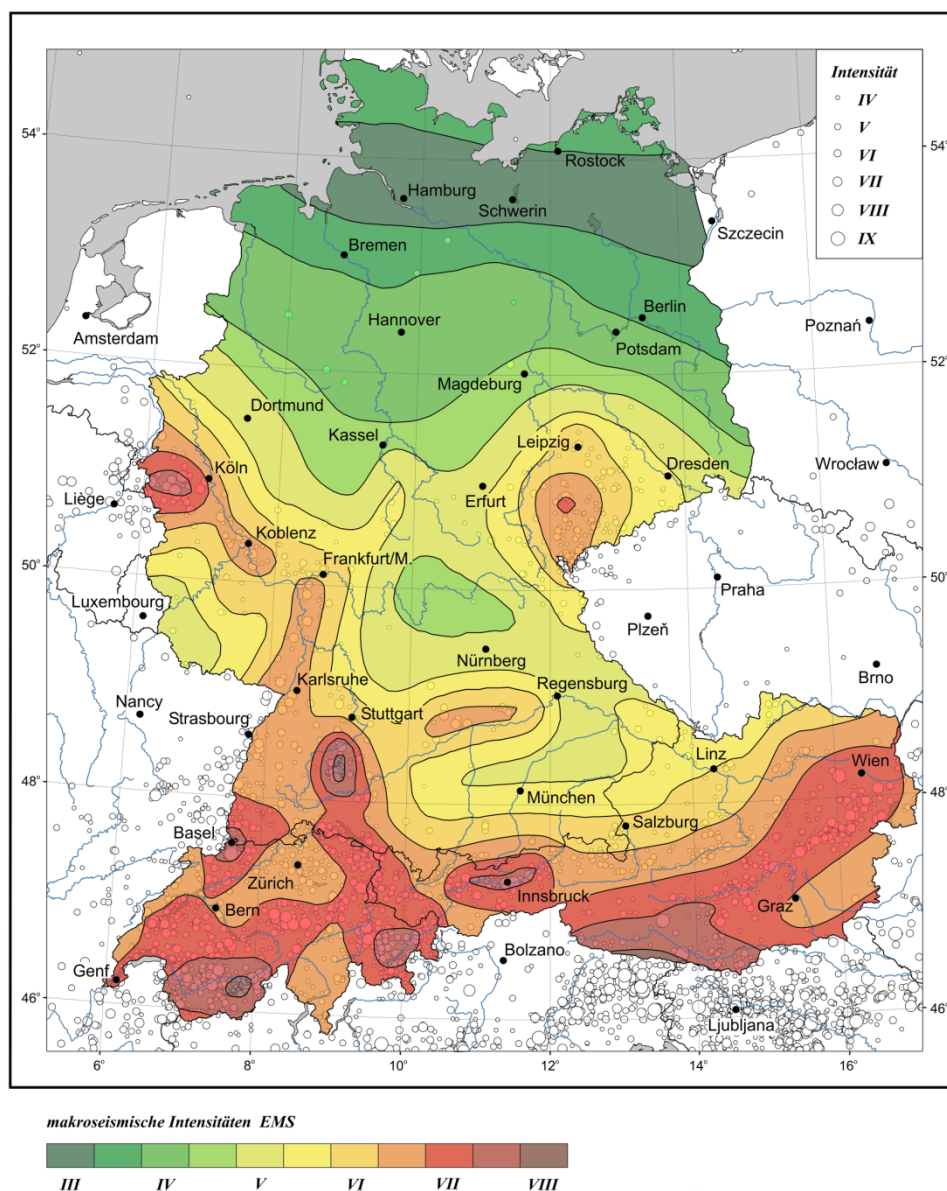 Intensität
IV
V
VI
VII
VIII
IX
54°
54°
Rostock
Hamburg
Schwerin
Szczecin
Bremen
Berlin
Poznań
Amsterdam
Hannover
Potsdam
52°
52°
Magdeburg
Dortmund
Kassel
Leipzig
Dresden
Wrocław
Köln
Erfurt
Liège
Koblenz
Frankfurt/M.
50°
50°
Praha
Luxembourg
Plzeň
Nürnberg
Brno
Karlsruhe
Regensburg
Nancy
Strasbourg
Stuttgart
Linz
Wien
48°
48°
München
Salzburg
Basel
Zürich
Innsbruck
Bern
Graz
Bolzano
Genf
46°
46°
Ljubljana
6°
8°
10°
12°
14°
16°
makroseismische Intensitäten EMS
III IV V VI VII VIII